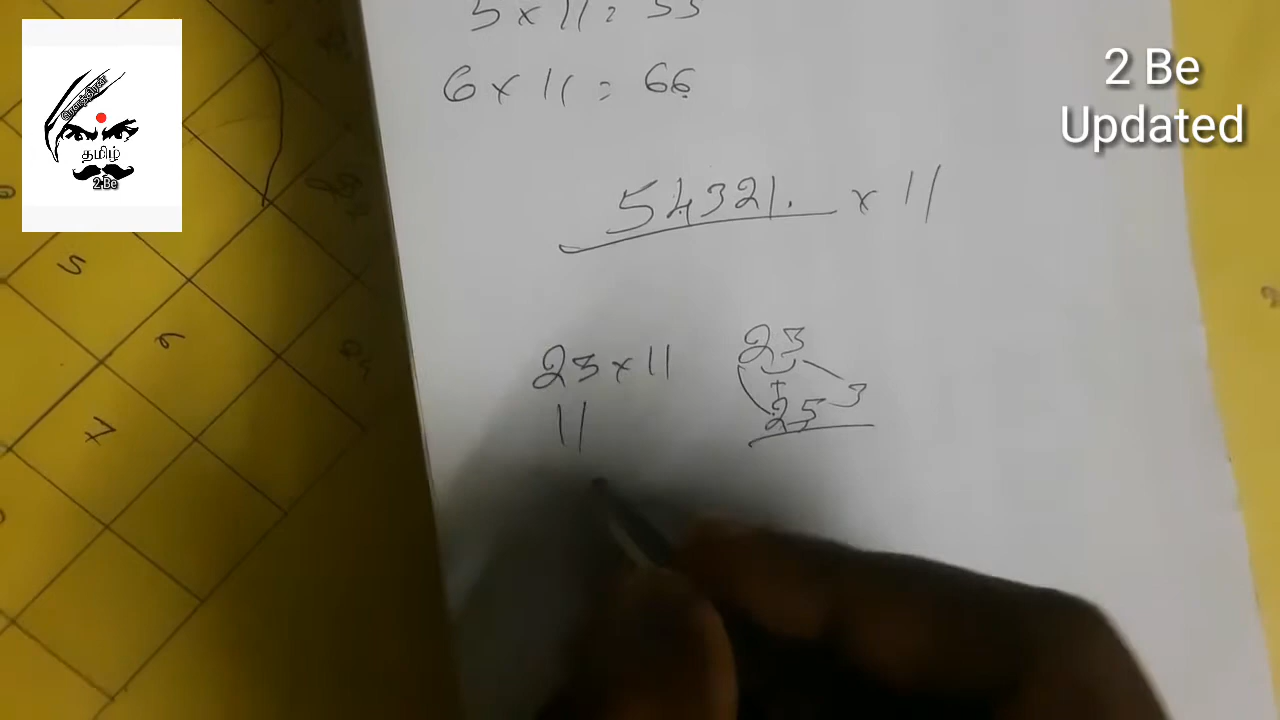 5 x 11 = 55
6 x 11 = 66
54321. x 11
23 x 11
11
23
+
253
2 Be
Updated
தமிழ்
2 Be
5
6
7